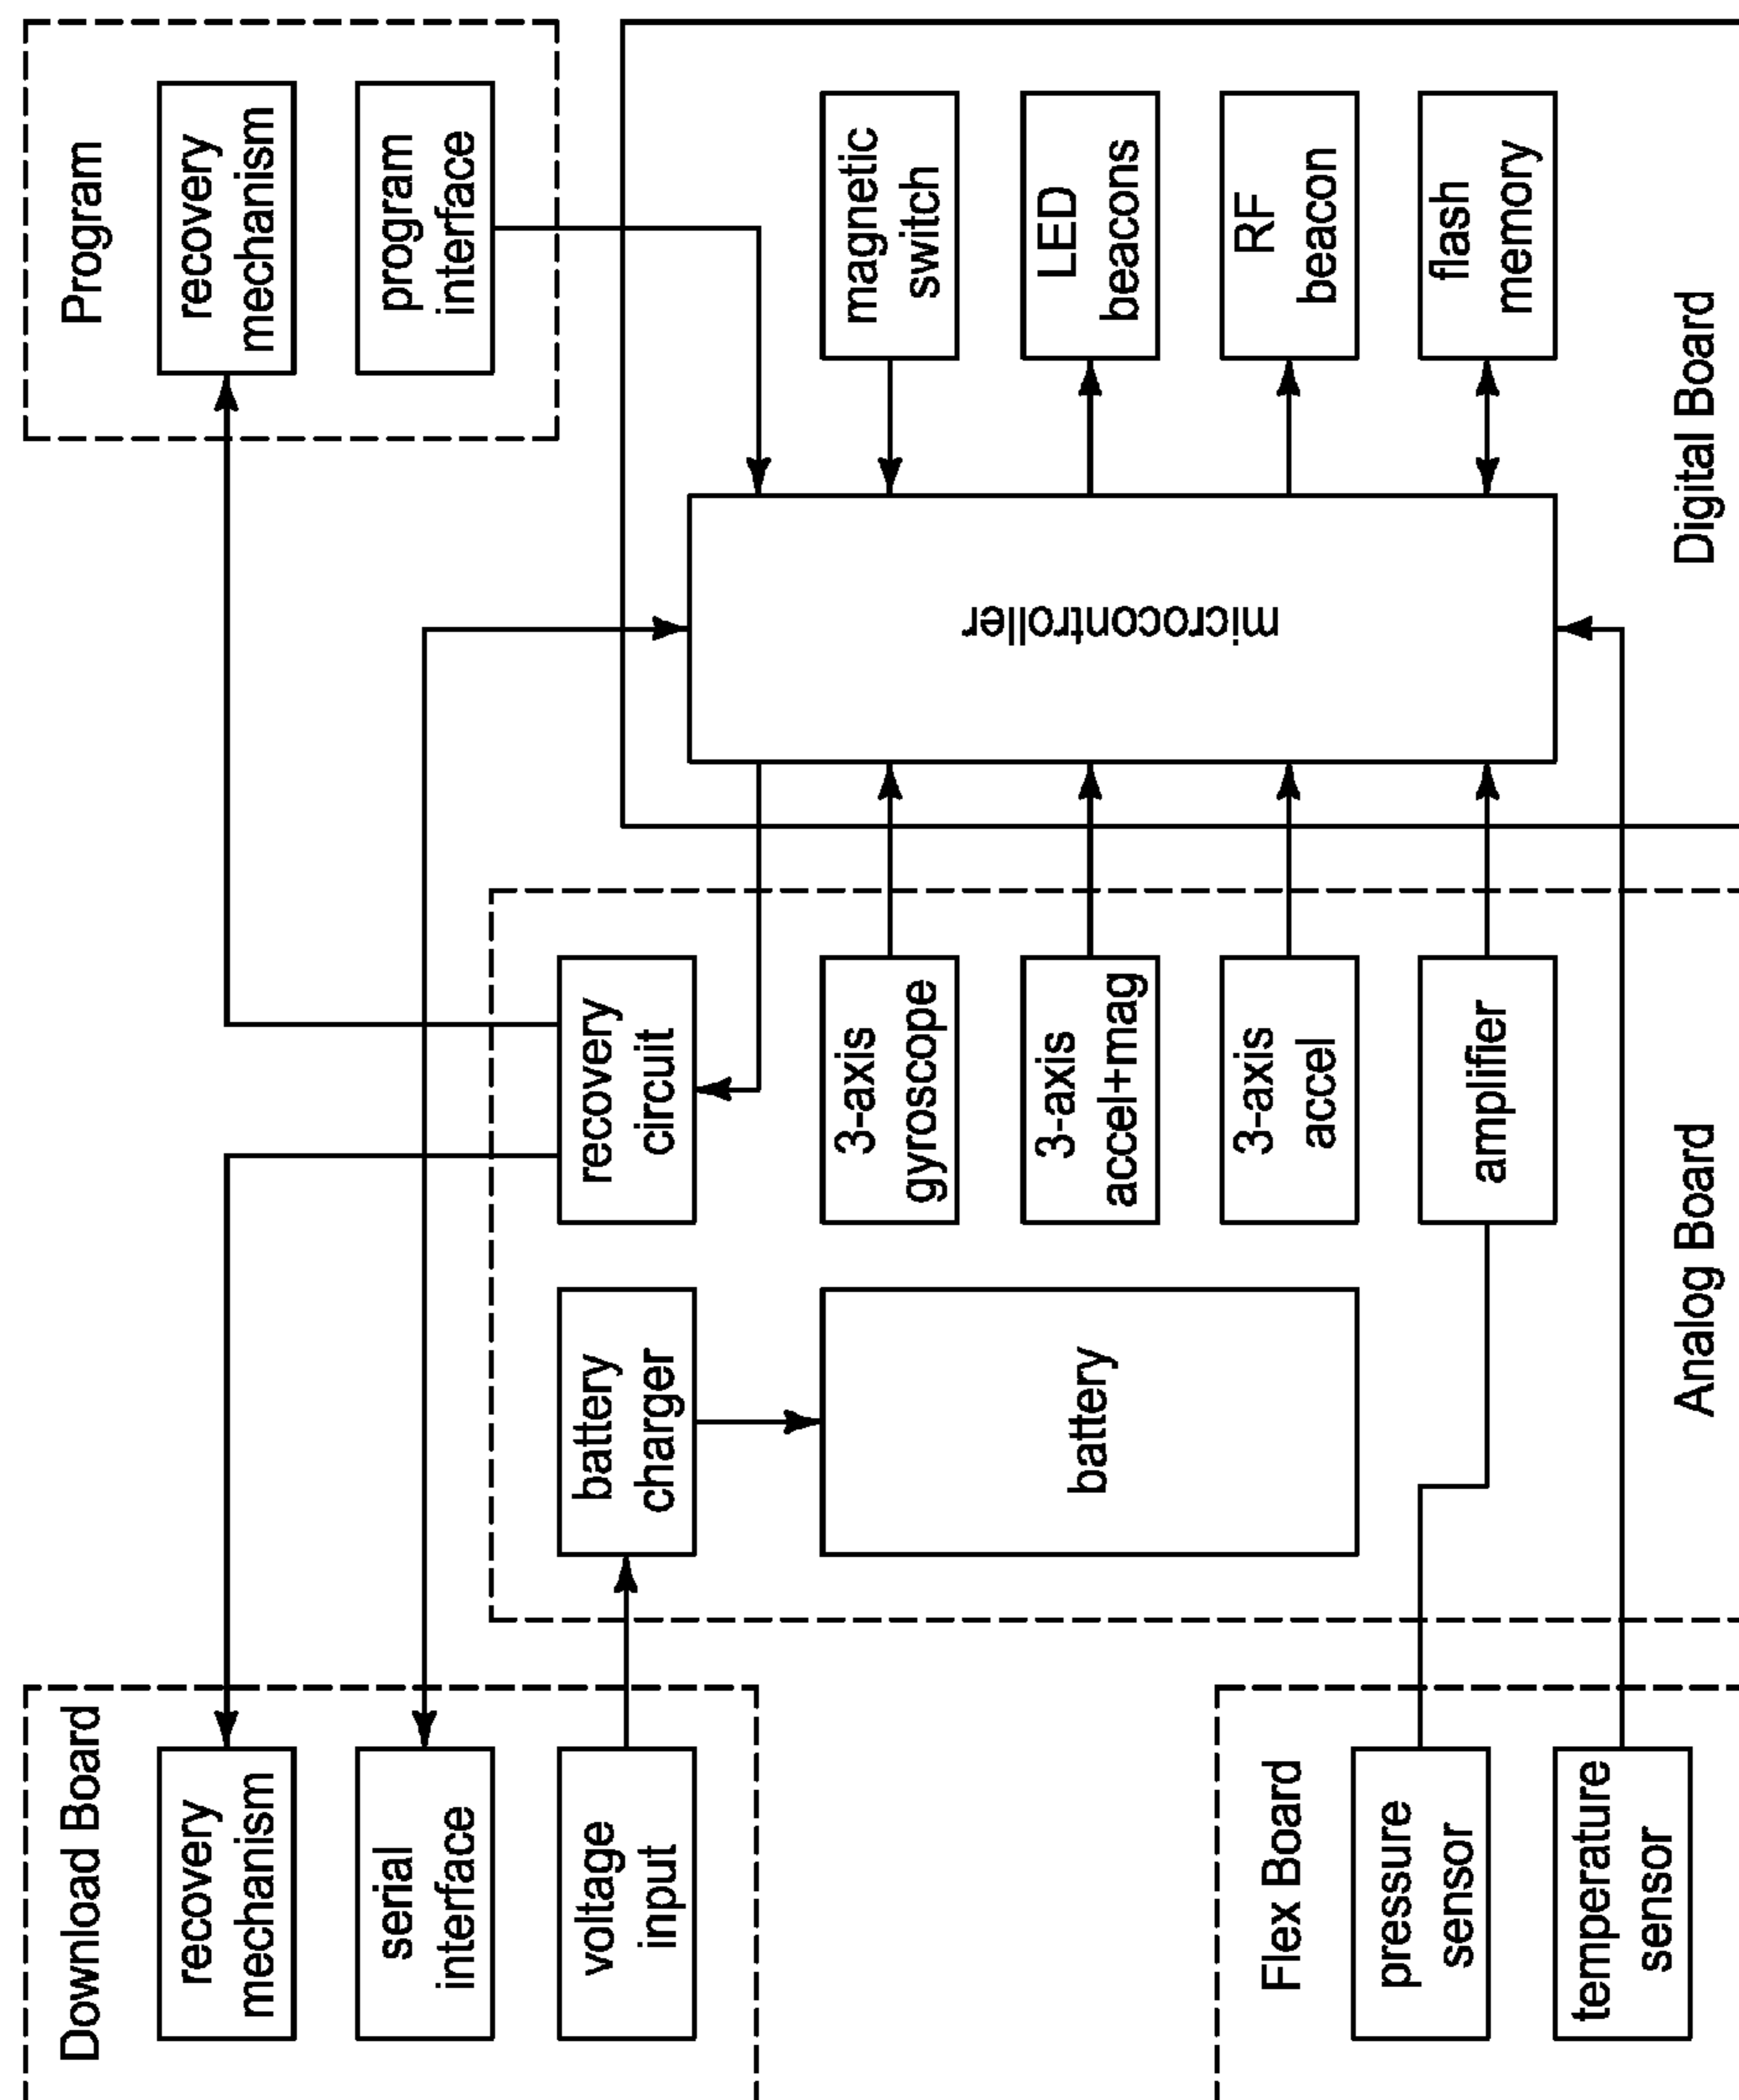 Download Board
recovery
mechanism
serial
interface
voltage
input
Flex Board
pressure
sensor
temperature
sensor
battery
charger
battery
recovery
circuit
3-axis
gyroscope
3-axis
accel+mag
3-axis
accel
amplifier
Analog Board
microcontroller
Program
recovery
mechanism
program
interface
magnetic
switch
LED
beacons
RF
beacon
flash
memory
Digital Board